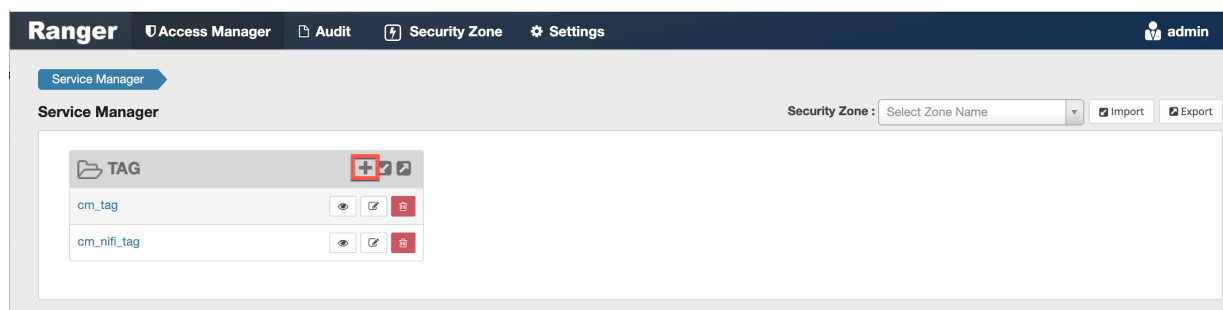 Ranger Access Manager Audit Security Zone Settings admin
Service Manager
Service Manager Security Zone : Select Zone Name Import Export
TAG
cm_tag
cm_nifi_tag